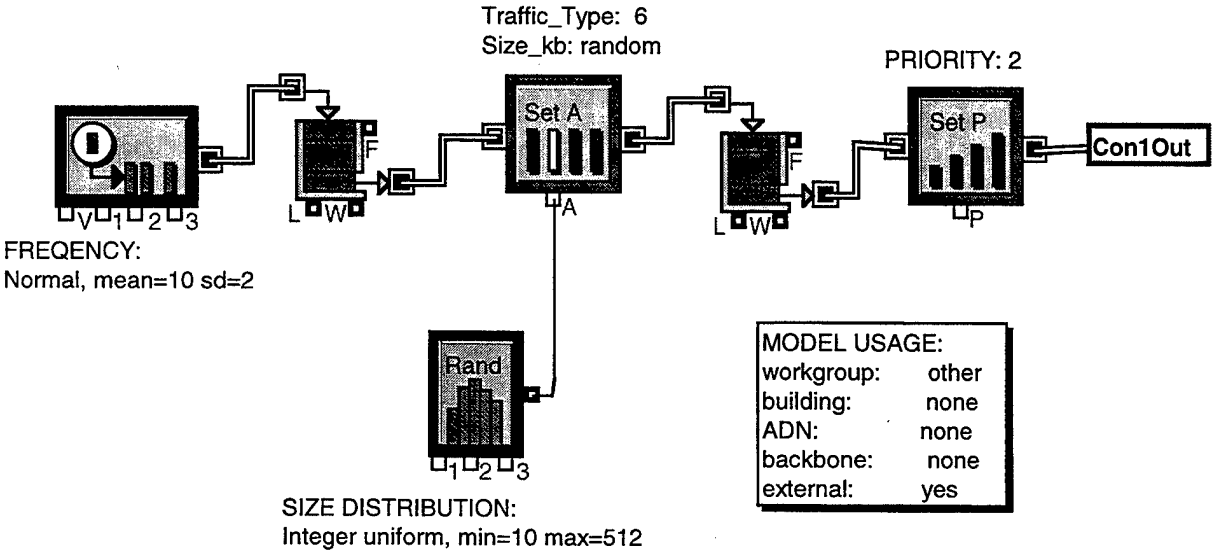 Traffic_Type: 6
Size_kb: random
PRIORITY: 2
Set A
Set P
F
F
Con1Out
V 1 2 3
L W
A
L W
P
FREQENCY:
Normal, mean=10 sd=2
Rand
1 2 3
MODEL USAGE:
workgroup: other
building: none
ADN: none
backbone: none
external: yes
SIZE DISTRIBUTION:
Integer uniform, min=10 max=512